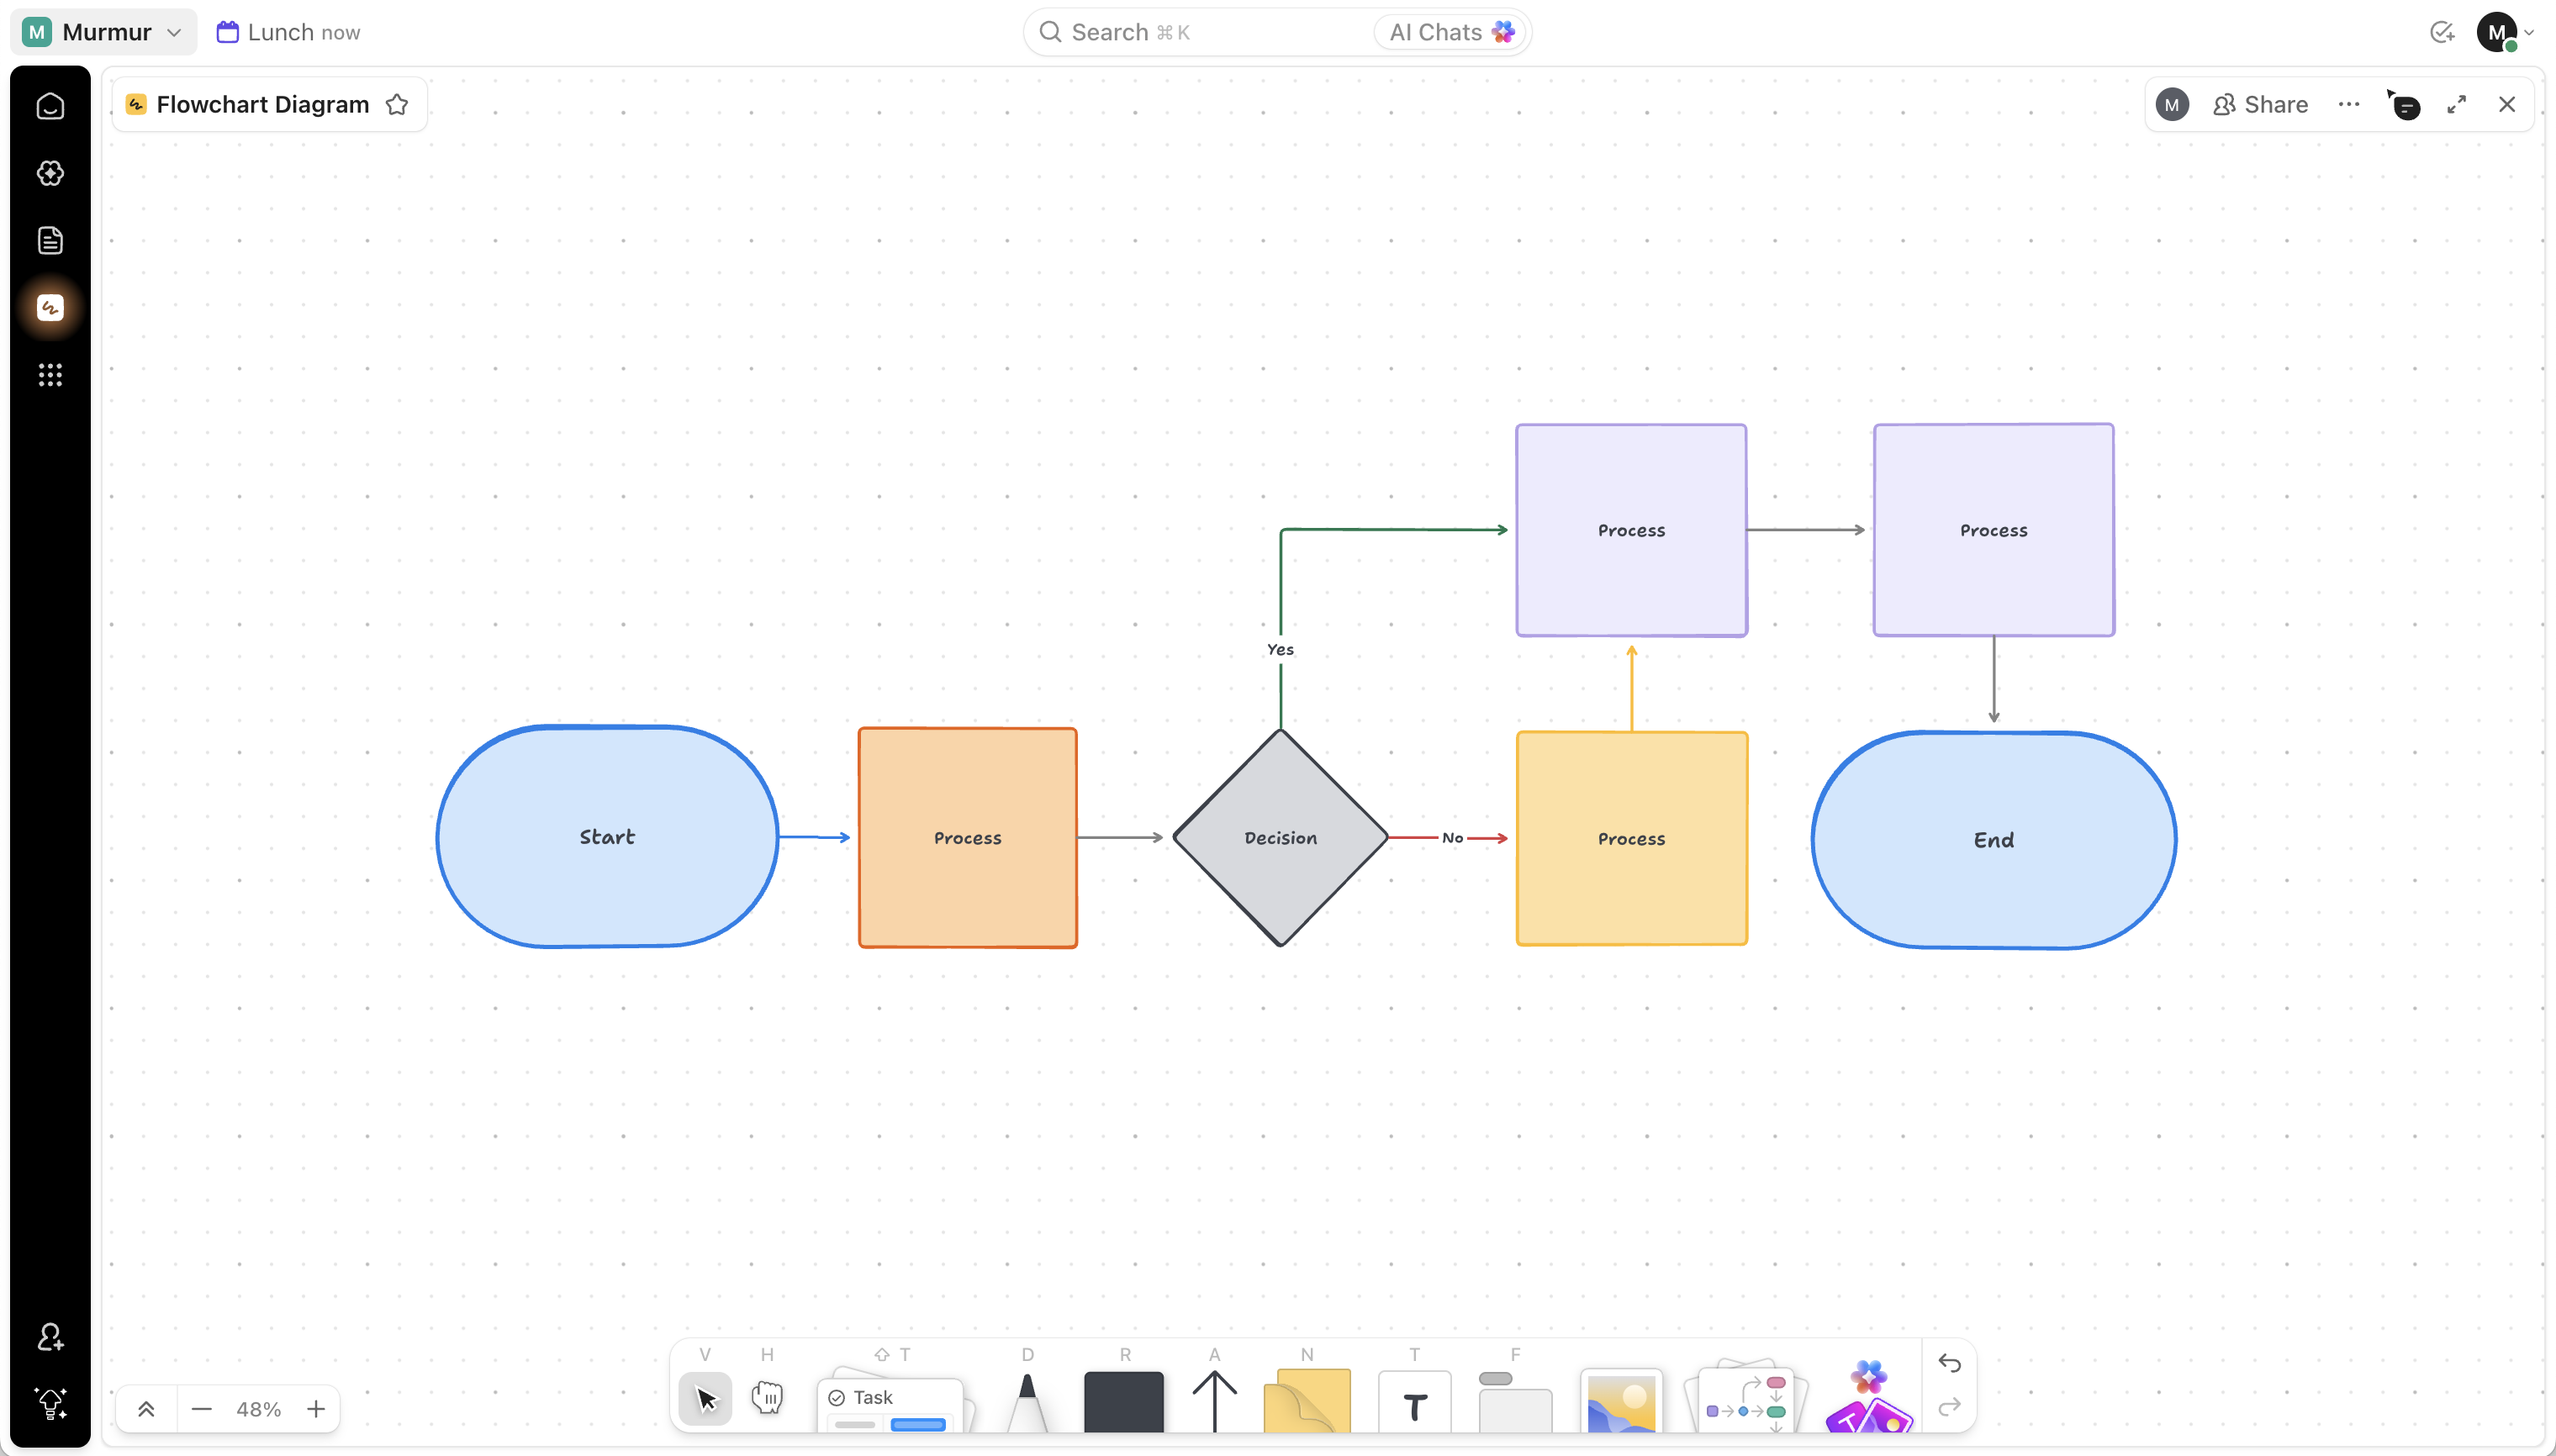 M Murmur Lunch now Search ⌘ K AI Chats M
Flowchart Diagram M Share
Process Process
Yes
Start Process Decision No Process End
V H ⇧ T D R A N T F
Task
T
48%